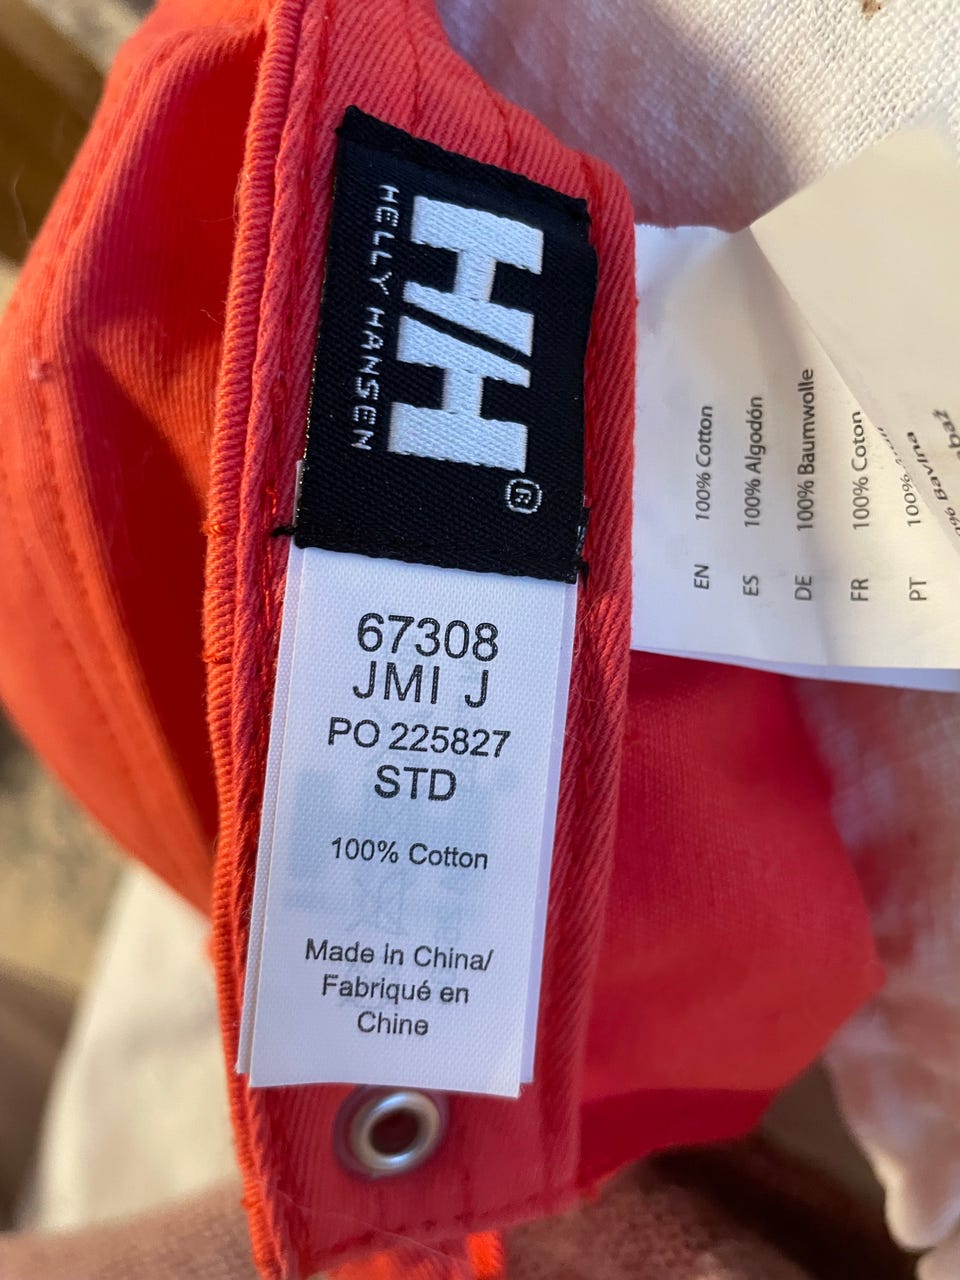 HH
HELLY HANSEN
®
67308
JMI J
PO 225827
STD
100% Cotton
Made in China/
Fabriqué en
Chine
EN 100% Cotton
ES 100% Algodón
DE 100% Baumwolle
FR 100% Coton
PT 100%